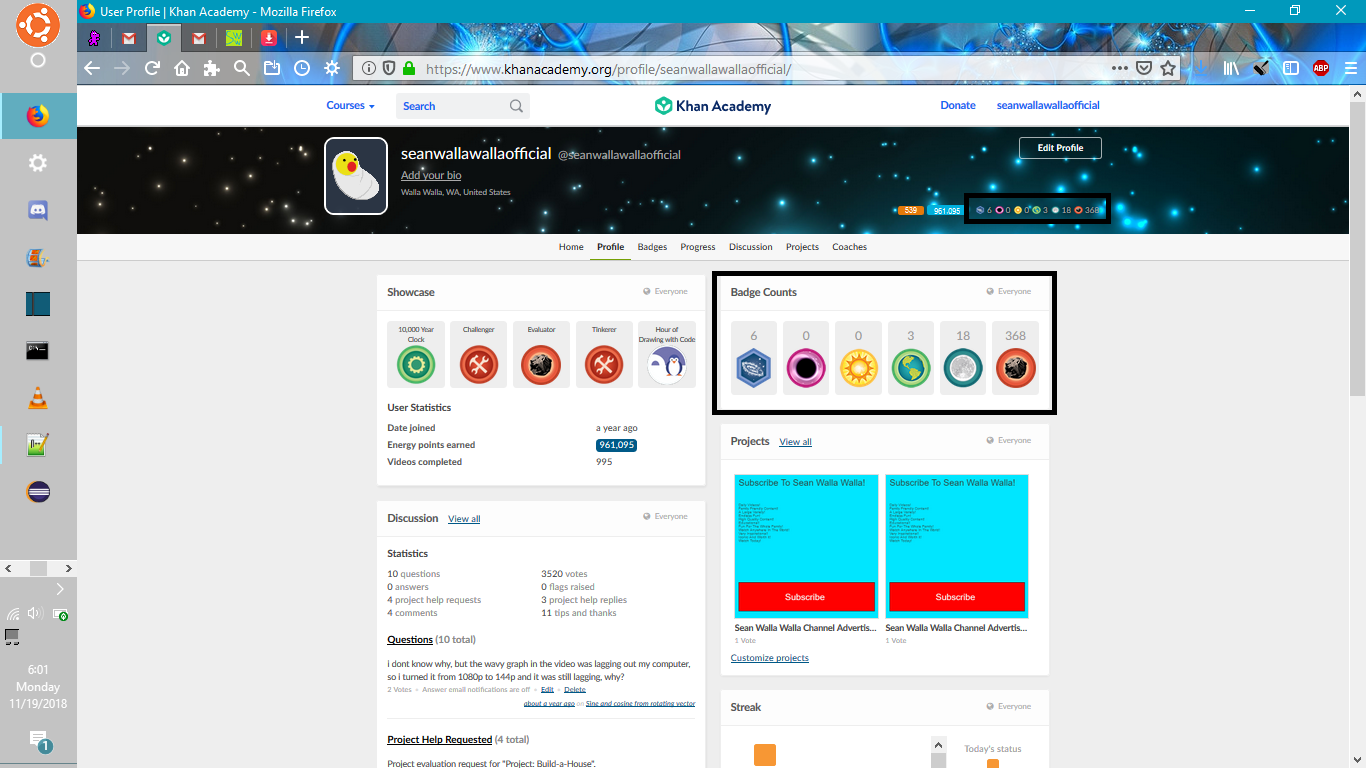 User Profile | Khan Academy - Mozilla Firefox
https://www.khanacademy.org/profile/seanwallawallaofficial/
ABP
Courses
Search
Khan Academy
Donate
seanwallawallaofficial
seanwallawallaofficial @seanwallawallaofficial
Add your bio
Walla Walla, WA, United States
Edit Profile
539 961,095 6 0 0 3 18 368
Home Profile Badges Progress Discussion Projects Coaches
Showcase Everyone
10,000 Year Clock
Challenger
Evaluator
Tinkerer
Hour of Drawing with Code
User Statistics
Date joined a year ago
Energy points earned 961,095
Videos completed 995
Badge Counts Everyone
6 0 0 3 18 368
Discussion View all Everyone
Statistics
10 questions 3520 votes
0 answers 0 flags raised
4 project help requests 3 project help replies
4 comments 11 tips and thanks
Questions (10 total)
i dont know why, but the wavy graph in the video was lagging out my computer,
so i turned it from 1080p to 144p and it was still lagging, why?
2 Votes • Answer email notifications are off • Edit • Delete
about a year ago on Sine and cosine from rotating vector
Project Help Requested (4 total)
Project evaluation request for "Project: Build-a-House".
Projects View all Everyone
Subscribe To Sean Walla Walla!
Subscribe
Sean Walla Walla Channel Advertis...
1 Vote
Subscribe To Sean Walla Walla!
Subscribe
Sean Walla Walla Channel Advertis...
1 Vote
Customize projects
Streak Everyone
Today's status
6:01
Monday
11/19/2018
1